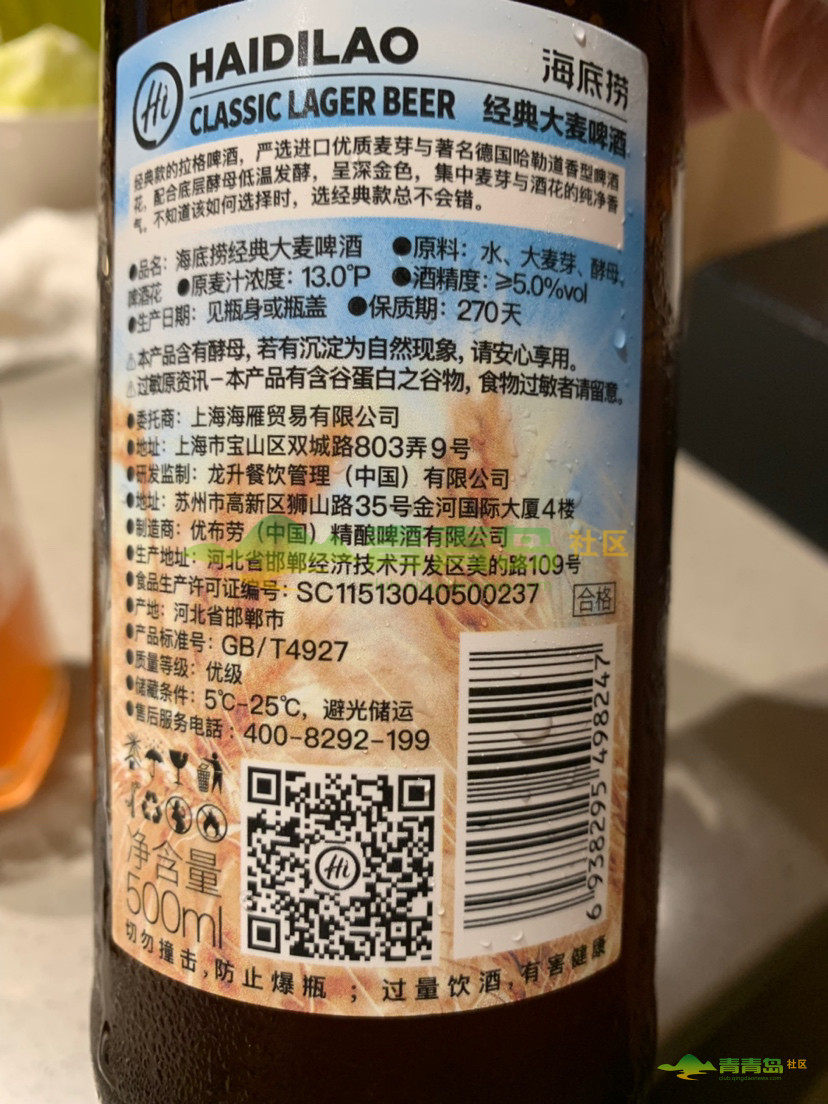 Hi
HAIDILAO
海底捞
CLASSIC LAGER BEER 经典大麦啤酒
经典款的拉格啤酒，严选进口优质麦芽与著名德国哈勒道香型啤酒
花，配合底层酵母低温发酵，呈深金色，集中麦芽与酒花的纯净香
气。不知道该如何选择时，选经典款总不会错。
●品名：海底捞经典大麦啤酒 ●原料：水、大麦芽、酵母、
啤酒花 ●原麦汁浓度：13.0°P ●酒精度：≥5.0%vol
●生产日期：见瓶身或瓶盖 ●保质期：270天
⚠本产品含有酵母，若有沉淀为自然现象，请安心享用。
⚠过敏原资讯－本产品有含谷蛋白之谷物，食物过敏者请留意。
●委托商：上海海雁贸易有限公司
●地址：上海市宝山区双城路803弄9号
●研发监制：龙升餐饮管理（中国）有限公司
●地址：苏州市高新区狮山路35号金河国际大厦4楼
●制造商：优布劳（中国）精酿啤酒有限公司
●生产地址：河北省邯郸经济技术开发区美的路109号
●食品生产许可证编号：SC11513040500237 合格
●产地：河北省邯郸市
●产品标准号：GB/T4927
●质量等级：优级
●储藏条件：5℃-25℃，避光储运
●售后服务电話：400-8292-199
净含量
500ml
Hi
6 938295 498247
切勿撞击，防止爆瓶；过量饮酒，有害健康
青青岛社区
青青岛社区
club.qingdaonews.com